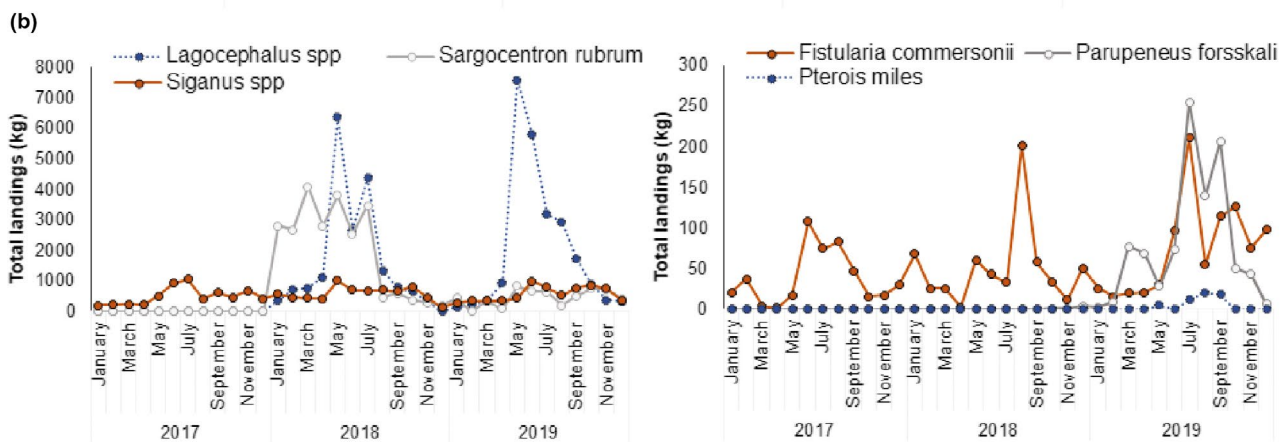 (b)
Lagocephalus spp
Sargocentron rubrum
Siganus spp
Total landings (kg)
8000
7000
6000
5000
4000
3000
2000
1000
0
January
March
May
July
September
November
January
March
May
July
September
November
January
March
May
July
September
November
2017
2018
2019
Fistularia commersonii
Parupeneus forsskali
Pterois miles
Total landings (kg)
300
250
200
150
100
50
0
January
March
May
July
September
November
January
March
May
July
September
November
January
March
May
July
September
November
2017
2018
2019